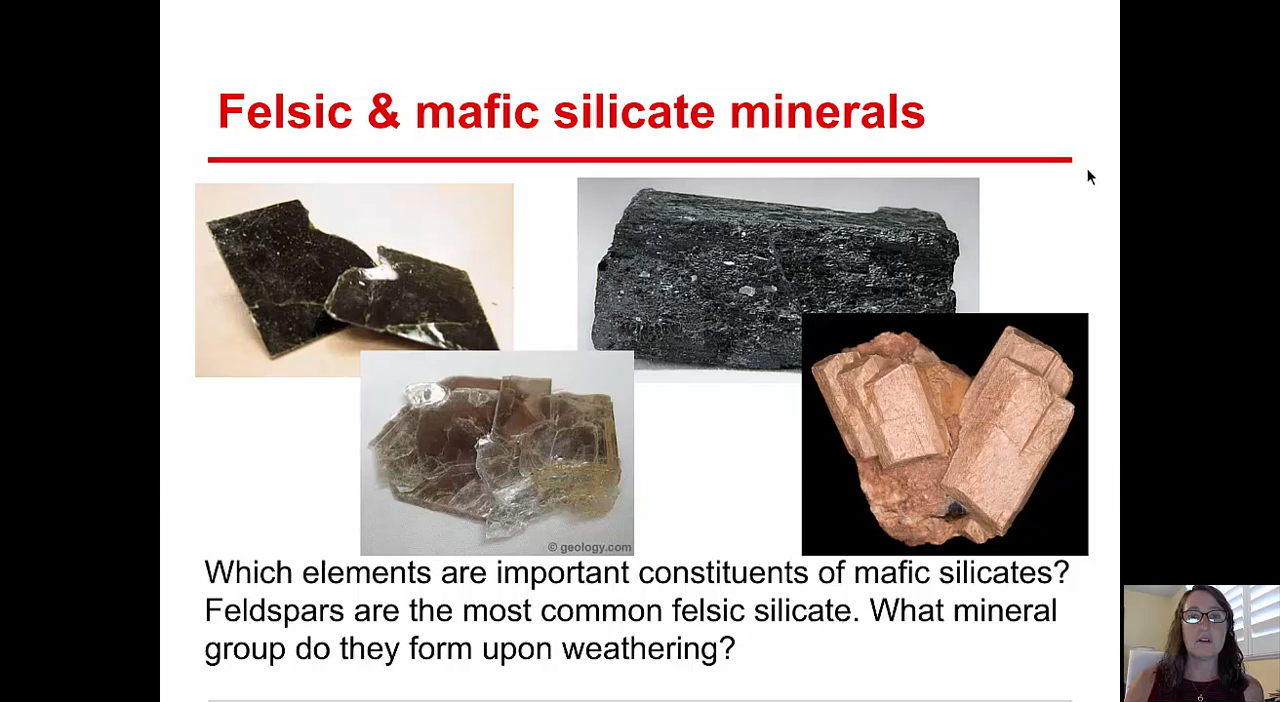 Felsic & mafic silicate minerals
© geology.com
Which elements are important constituents of mafic silicates?
Feldspars are the most common felsic silicate. What mineral
group do they form upon weathering?